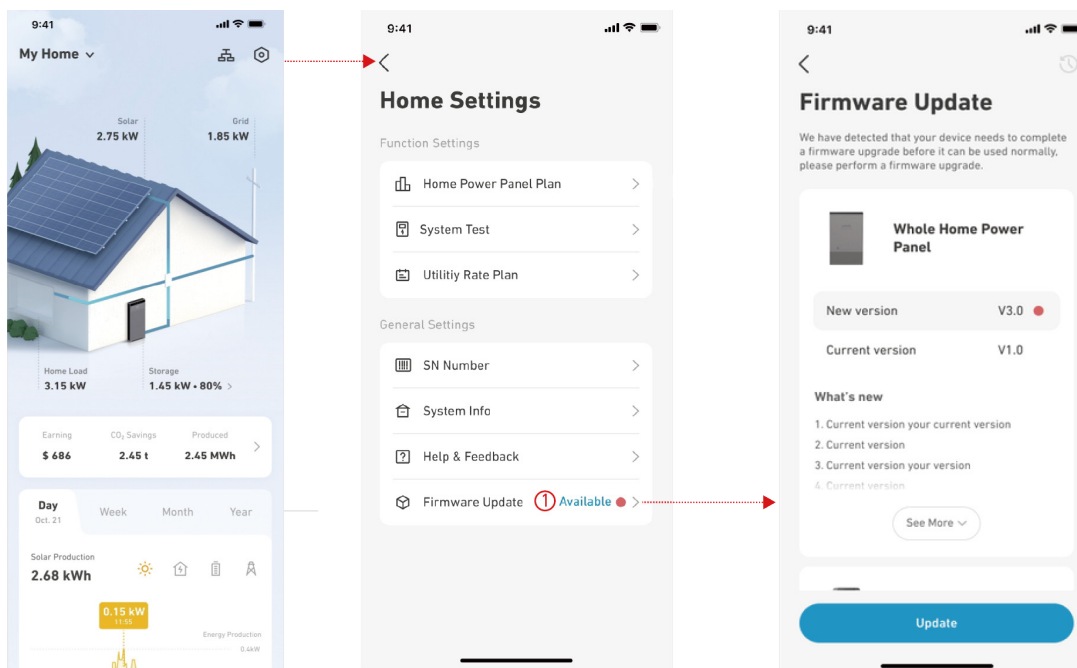 9:41
My Home
Solar
2.75 kW
Grid
1.85 kW
Home Load
3.15 kW
Storage
1.45 kW • 80% >
Earning
$ 686
CO₂ Savings
2.45 t
Produced
2.45 MWh
Day
Oct. 21
Week
Month
Year
Solar Production
2.68 kWh
0.15 kW
11:55
Energy Production
0.4kW
9:41
Home Settings
Function Settings
Home Power Panel Plan
System Test
Utilitiy Rate Plan
General Settings
SN Number
System Info
Help & Feedback
Firmware Update ① Available
9:41
Firmware Update
We have detected that your device needs to complete
a firmware upgrade before it can be used normally,
please perform a firmware upgrade.
Whole Home Power
Panel
New version V3.0
Current version V1.0
What's new
1. Current version your current version
2. Current version
3. Current version your version
4. Current version
See More
Update